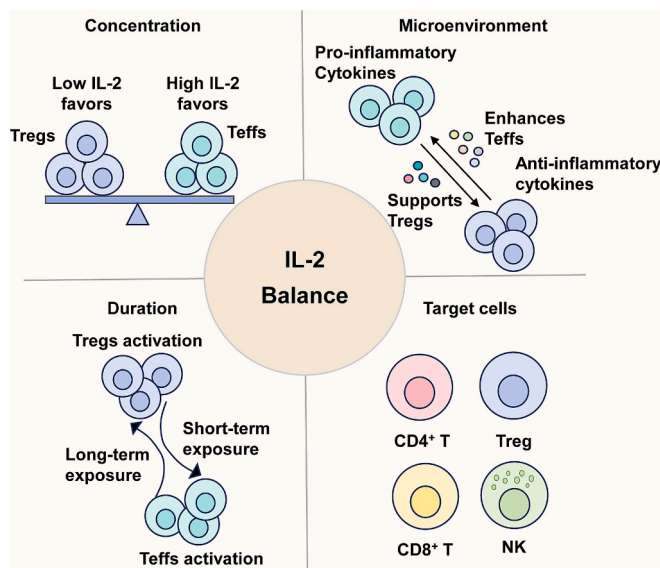 Concentration
Low IL-2
favors
High IL-2
favors
Tregs
Teffs
Microenvironment
Pro-inflammatory
Cytokines
Enhances
Teffs
Anti-inflammatory
cytokines
Supports
Tregs
IL-2
Balance
Duration
Tregs activation
Short-term
exposure
Long-term
exposure
Teffs activation
Target cells
CD4⁺ T
Treg
CD8⁺ T
NK